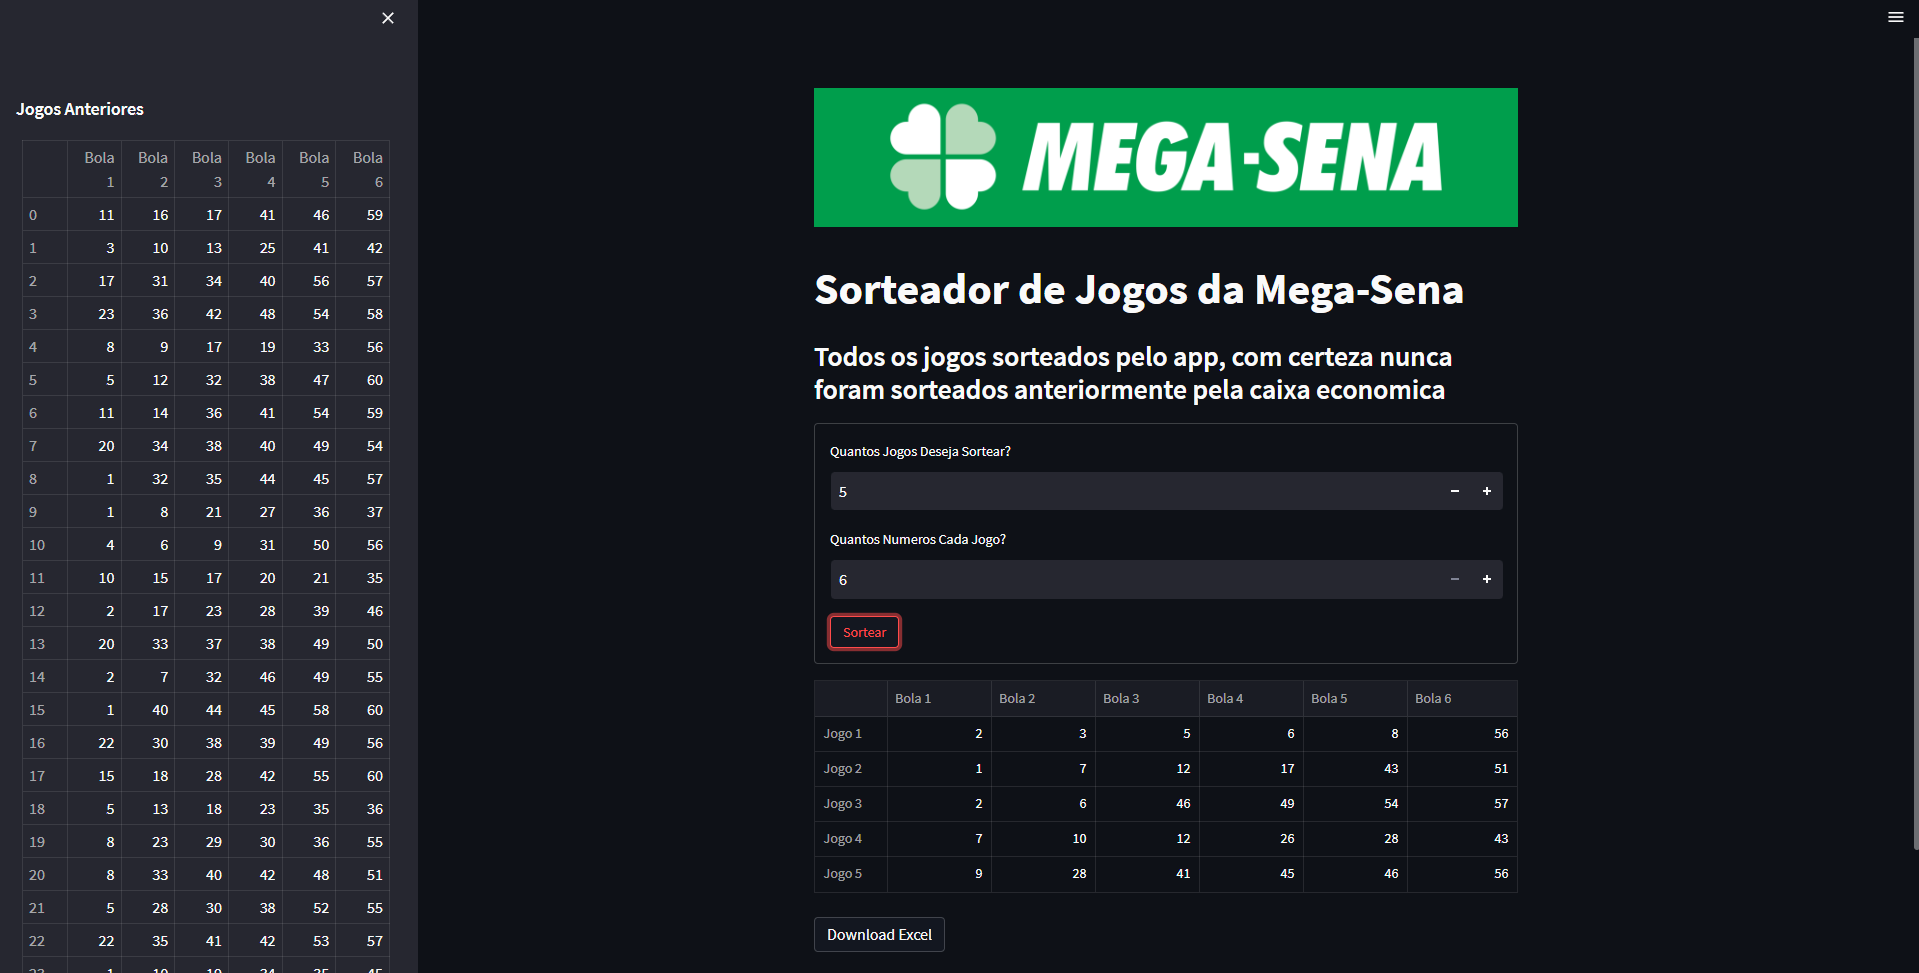 Jogos Anteriores
Bola 1 Bola 2 Bola 3 Bola 4 Bola 5 Bola 6
0 11 16 17 41 46 59
1 3 10 13 25 41 42
2 17 31 34 40 56 57
3 23 36 42 48 54 58
4 8 9 17 19 33 56
5 5 12 32 38 47 60
6 11 14 36 41 54 59
7 20 34 38 40 49 54
8 1 32 35 44 45 57
9 1 8 21 27 36 37
10 4 6 9 31 50 56
11 10 15 17 20 21 35
12 2 17 23 28 39 46
13 20 33 37 38 49 50
14 2 7 32 46 49 55
15 1 40 44 45 58 60
16 22 30 38 39 49 56
17 15 18 28 42 55 60
18 5 13 18 23 35 36
19 8 23 29 30 36 55
20 8 33 40 42 48 51
21 5 28 30 38 52 55
22 22 35 41 42 53 57
MEGA-SENA
Sorteador de Jogos da Mega-Sena
Todos os jogos sorteados pelo app, com certeza nunca
foram sorteados anteriormente pela caixa economica
Quantos Jogos Deseja Sortear?
5
Quantos Numeros Cada Jogo?
6
Sortear
Bola 1 Bola 2 Bola 3 Bola 4 Bola 5 Bola 6
Jogo 1 2 3 5 6 8 56
Jogo 2 1 7 12 17 43 51
Jogo 3 2 6 46 49 54 57
Jogo 4 7 10 12 26 28 43
Jogo 5 9 28 41 45 46 56
Download Excel